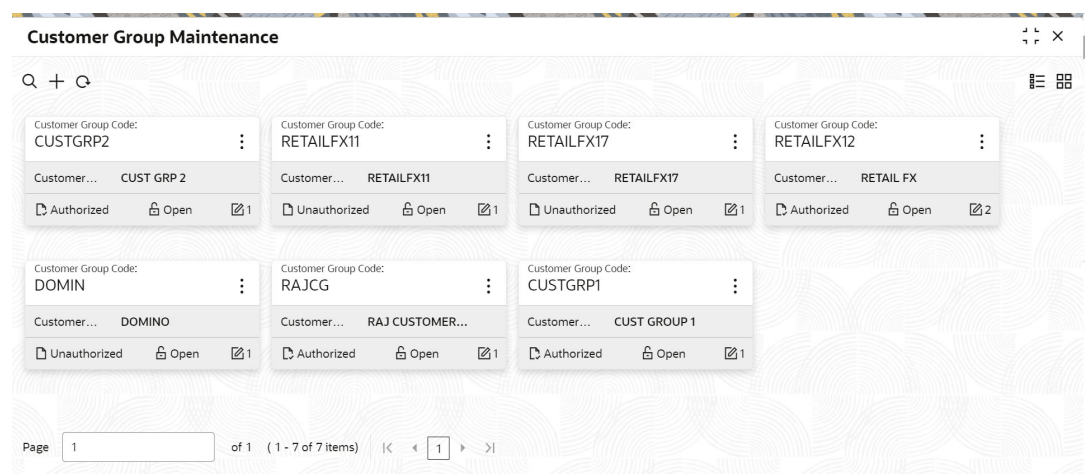 Customer Group Maintenance
Customer Group Code: Customer Group Code: Customer Group Code: Customer Group Code:
CUSTGRP2 RETAILFX11 RETAILFX17 RETAILFX12
Customer... CUST GRP 2 Customer... RETAILFX11 Customer... RETAILFX17 Customer... RETAIL FX
Authorized Open 1 Unauthorized Open 1 Unauthorized Open 1 Authorized Open 2
Customer Group Code: Customer Group Code: Customer Group Code:
DOMIN RAJCG CUSTGRP1
Customer... DOMINO Customer... RAJ CUSTOMER... Customer... CUST GROUP 1
Unauthorized Open 1 Authorized Open 1 Authorized Open 1
Page 1 of 1 ( 1 - 7 of 7 items) 1